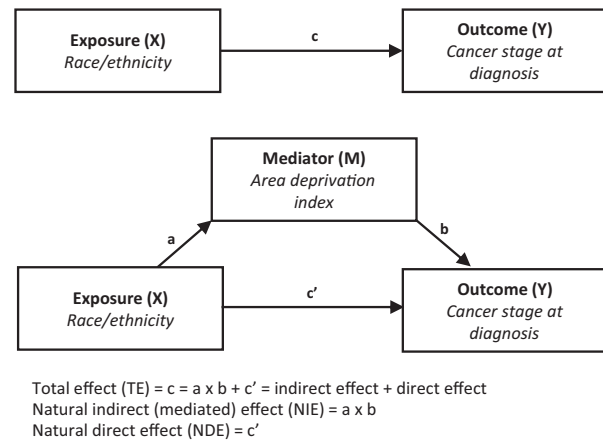 Exposure (X)
Race/ethnicity
c
Outcome (Y)
Cancer stage at
diagnosis
Mediator (M)
Area deprivation
index
a
b
Exposure (X)
Race/ethnicity
c’
Outcome (Y)
Cancer stage at
diagnosis
Total effect (TE) = c = a x b + c’ = indirect effect + direct effect
Natural indirect (mediated) effect (NIE) = a x b
Natural direct effect (NDE) = c’